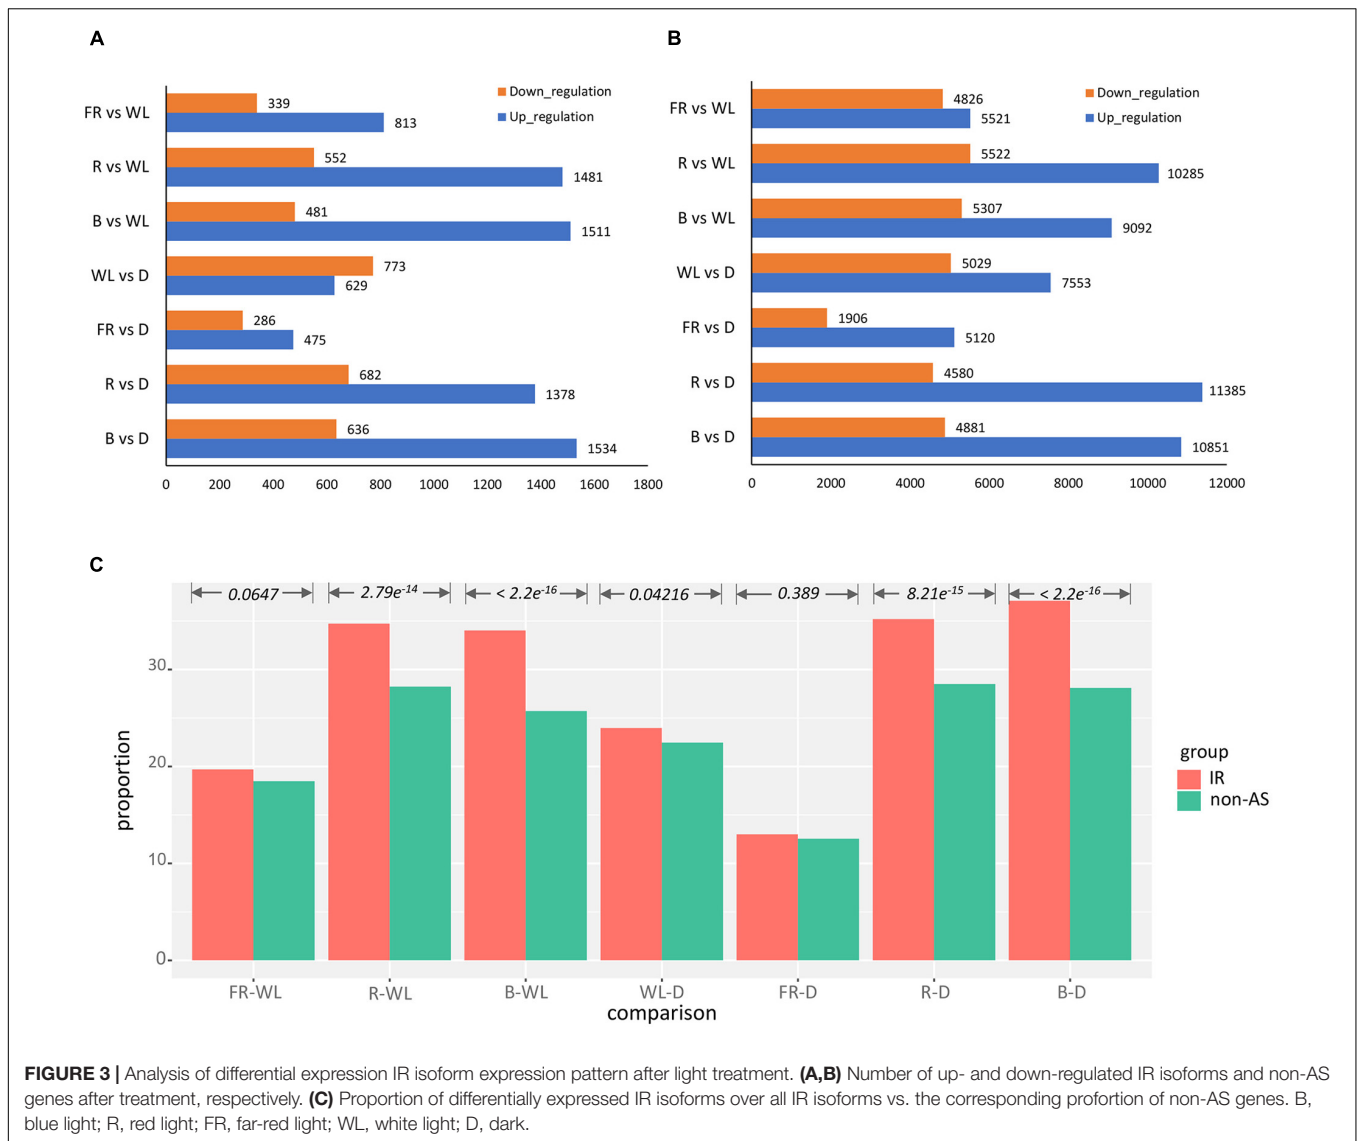 A
Down_regulation
Up_regulation
FR vs WL
339
813
R vs WL
552
1481
B vs WL
481
1511
WL vs D
773
629
FR vs D
286
475
R vs D
682
1378
B vs D
636
1534
0 200 400 600 800 1000 1200 1400 1600 1800
B
Down_regulation
Up_regulation
FR vs WL
4826
5521
R vs WL
5522
10285
B vs WL
5307
9092
WL vs D
5029
7553
FR vs D
1906
5120
R vs D
4580
11385
B vs D
4881
10851
0 2000 4000 6000 8000 10000 12000
C
0.0647 2.79e-14 < 2.2e-16 0.04216 0.389 8.21e-15 < 2.2e-16
30
20
10
0
proportion
FR-WL R-WL B-WL WL-D FR-D R-D B-D
comparison
group
IR
non-AS
FIGURE 3 | Analysis of differential expression IR isoform expression pattern after light treatment. (A,B) Number of up- and down-regulated IR isoforms and non-AS
genes after treatment, respectively. (C) Proportion of differentially expressed IR isoforms over all IR isoforms vs. the corresponding profortion of non-AS genes. B,
blue light; R, red light; FR, far-red light; WL, white light; D, dark.